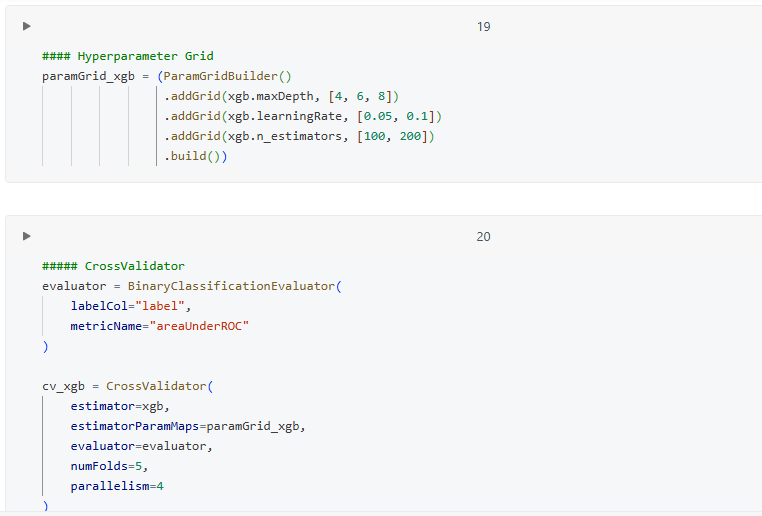 19
#### Hyperparameter Grid
paramGrid_xgb = (ParamGridBuilder()
.addGrid(xgb.maxDepth, [4, 6, 8])
.addGrid(xgb.learningRate, [0.05, 0.1])
.addGrid(xgb.n_estimators, [100, 200])
.build())
20
##### CrossValidator
evaluator = BinaryClassificationEvaluator(
labelCol="label",
metricName="areaUnderROC"
)
cv_xgb = CrossValidator(
estimator=xgb,
estimatorParamMaps=paramGrid_xgb,
evaluator=evaluator,
numFolds=5,
parallelism=4
)